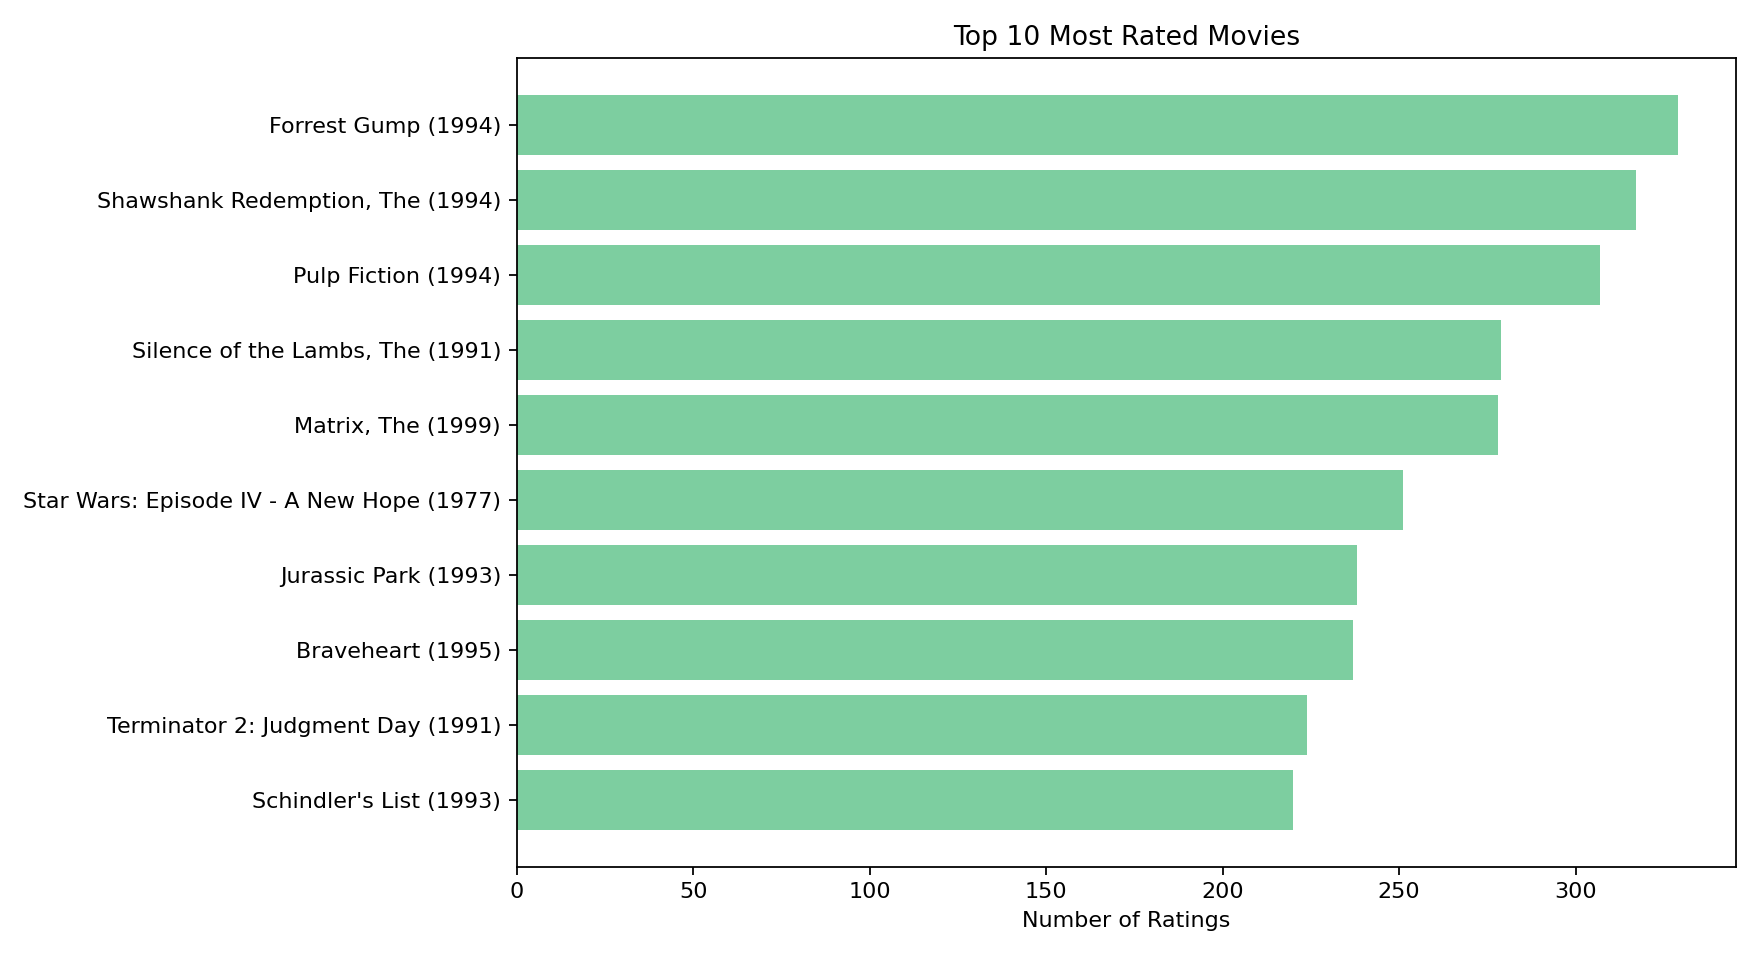 Top 10 Most Rated Movies
Forrest Gump (1994)
Shawshank Redemption, The (1994)
Pulp Fiction (1994)
Silence of the Lambs, The (1991)
Matrix, The (1999)
Star Wars: Episode IV - A New Hope (1977)
Jurassic Park (1993)
Braveheart (1995)
Terminator 2: Judgment Day (1991)
Schindler's List (1993)
0 50 100 150 200 250 300
Number of Ratings